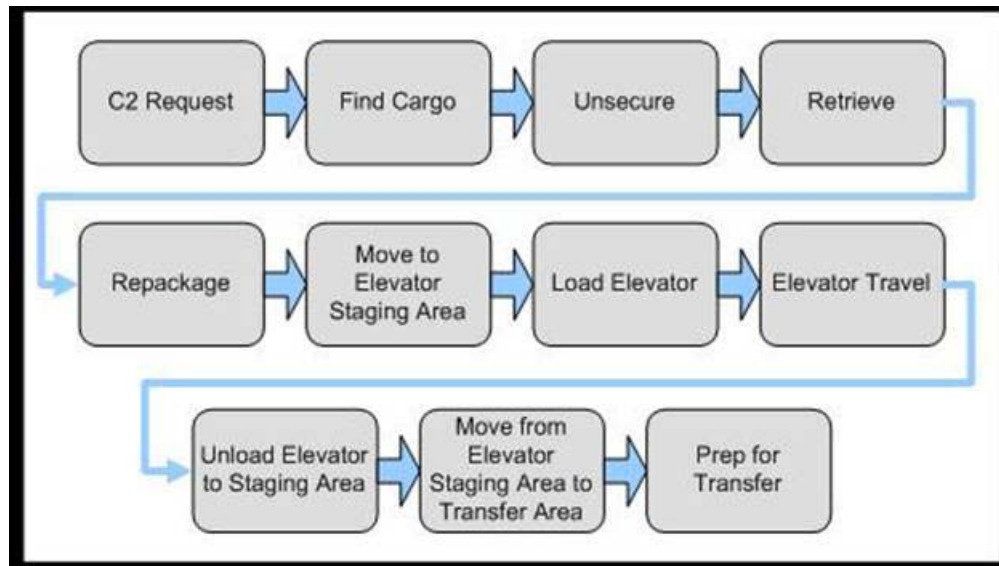 C2 Request
Find Cargo
Unsecure
Retrieve
Repackage
Move to
Elevator
Staging Area
Load Elevator
Elevator Travel
Unload Elevator
to Staging Area
Move from
Elevator
Staging Area to
Transfer Area
Prep for
Transfer